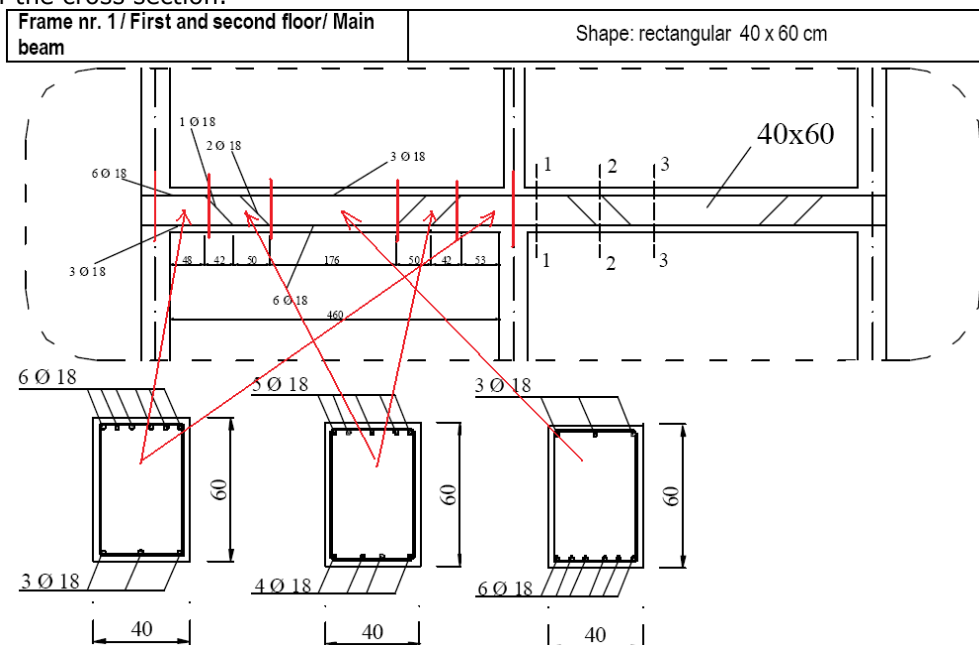 r the cross section.
Frame nr. 1 / First and second floor/ Main
beam
Shape: rectangular 40 x 60 cm
1 Ø 18
2 Ø 18
3 Ø 18
6 Ø 18
40x60
1 2 3
3 Ø 18
1 2 3
48 42 50 176 50 42 53
6 Ø 18
460
6 Ø 18
5 Ø 18
3 Ø 18
60
60
60
3 Ø 18
4 Ø 18
6 Ø 18
40
40
40